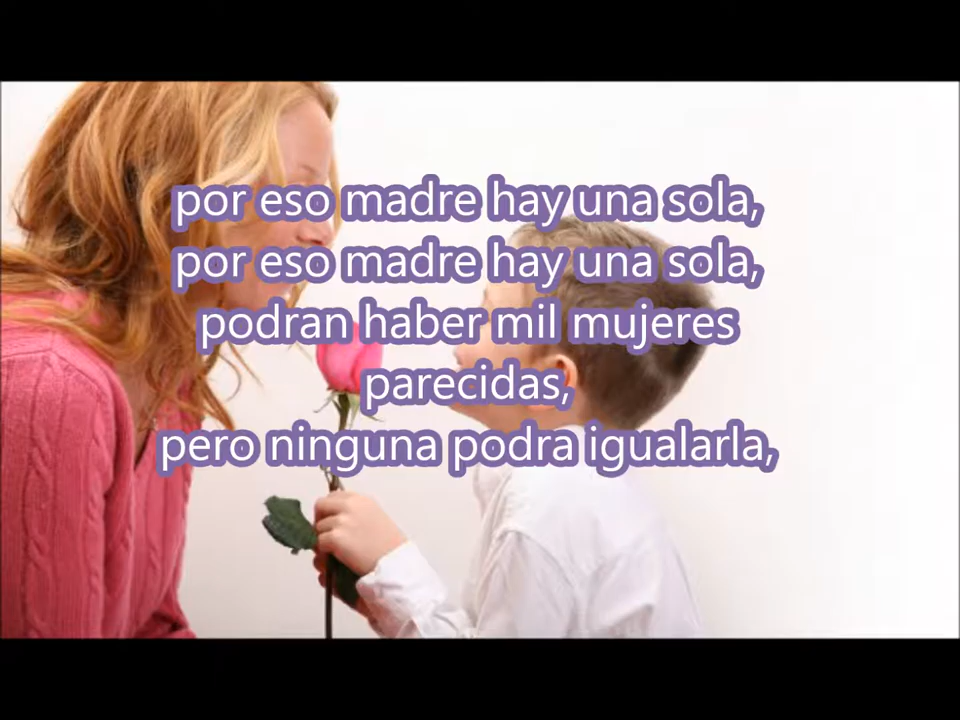 por eso madre hay una sola,
por eso madre hay una sola,
podran haber mil mujeres
parecidas,
pero ninguna podra igualarla,